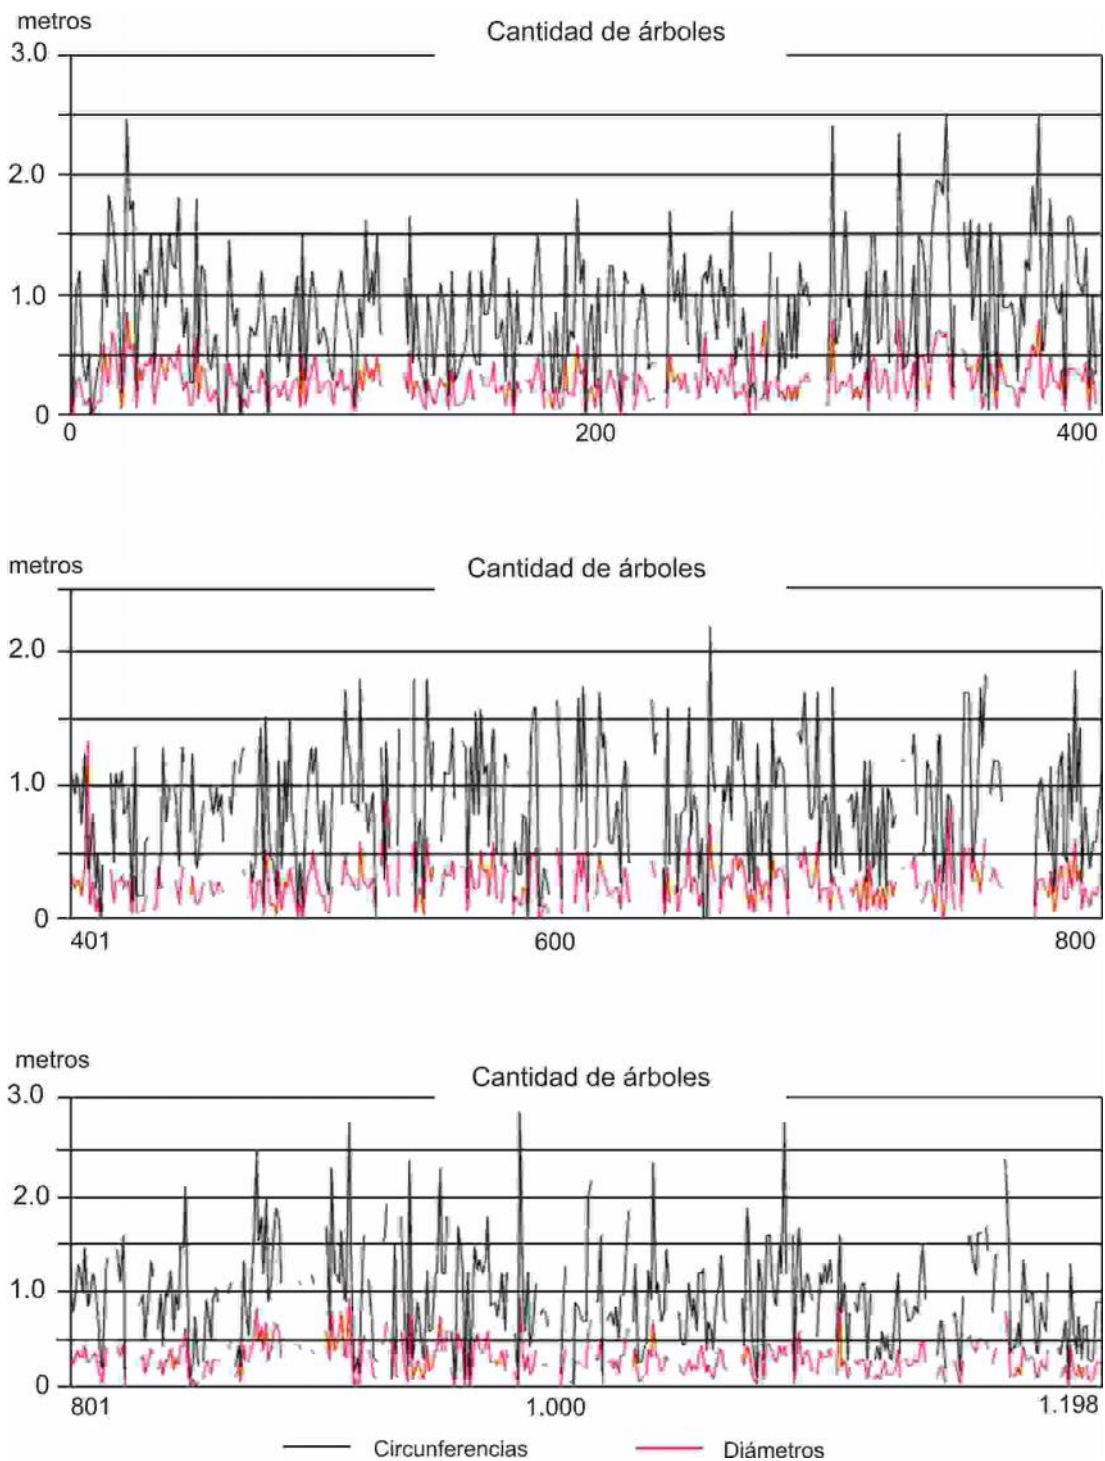 metros
Cantidad de árboles
3.0
2.0
1.0
0
0 200 400
metros
Cantidad de árboles
2.0
1.0
0
401 600 800
metros
Cantidad de árboles
3.0
2.0
1.0
0
801 1.000 1.198
Circunferencias Diámetros